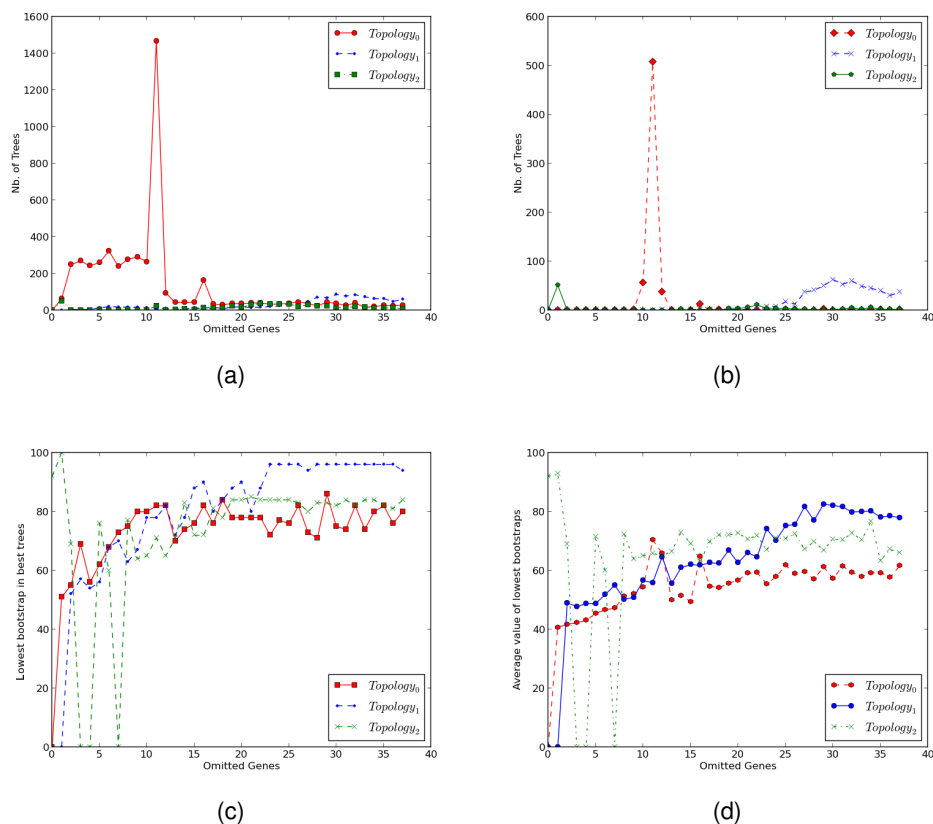 1600
1400
1200
1000
800
600
400
200
0
Nb. of Trees
0 5 10 15 20 25 30 35 40
Omitted Genes
Topology₀
Topology₁
Topology₂
(a)
600
500
400
300
200
100
0
Nb. of Trees
0 5 10 15 20 25 30 35 40
Omitted Genes
Topology₀
Topology₁
Topology₂
(b)
100
80
60
40
20
0
Lowest bootstrap in best trees
0 5 10 15 20 25 30 35 40
Omitted Genes
Topology₀
Topology₁
Topology₂
(c)
100
80
60
40
20
0
Average value of lowest bootstraps
0 5 10 15 20 25 30 35 40
Omitted Genes
Topology₀
Topology₁
Topology₂
(d)